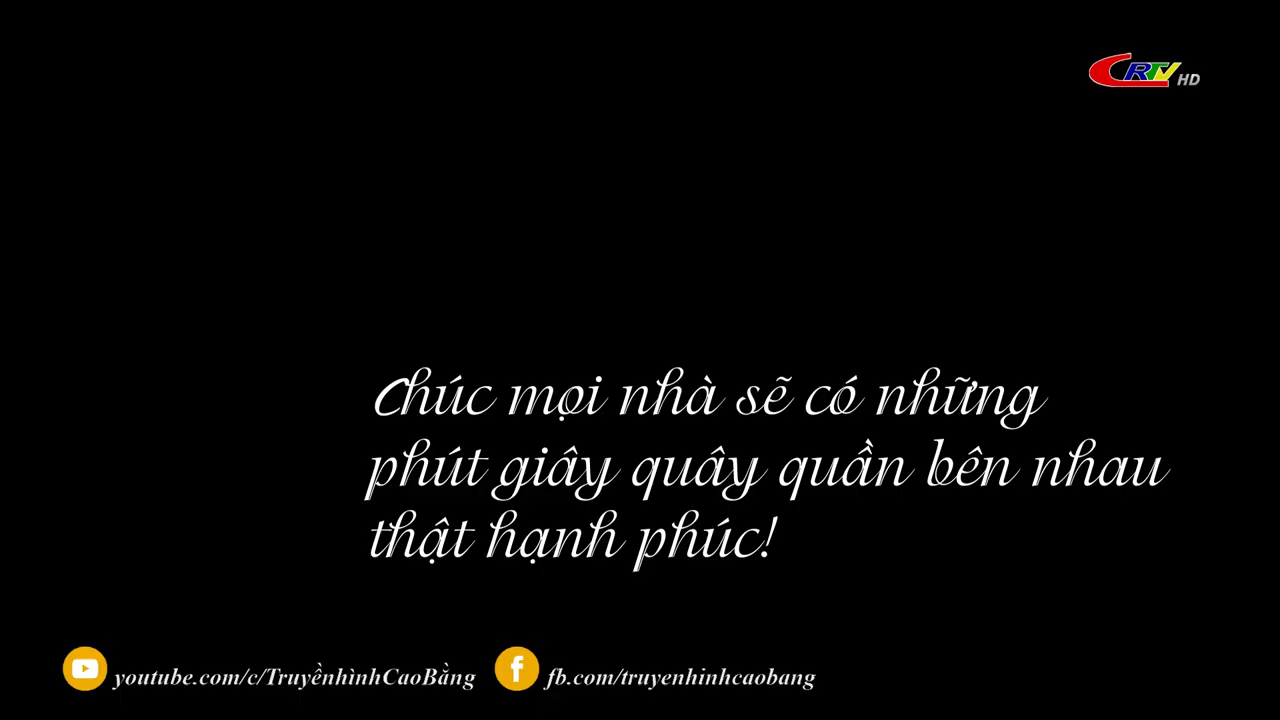 CRTV HD
Chúc mọi nhà sẽ có những
phút giây quây quần bên nhau
thật hạnh phúc!
youtube.com/c/TruyềnhìnhCaoBằng fb.com/truyenhinhcaobang